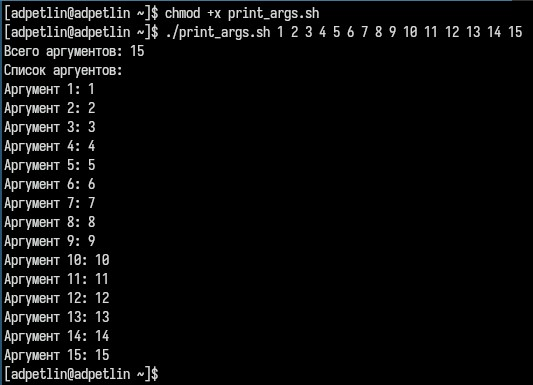 [adpetlin@adpetlin ~]$ chmod +x print_args.sh
[adpetlin@adpetlin ~]$ ./print_args.sh 1 2 3 4 5 6 7 8 9 10 11 12 13 14 15
Всего аргументов: 15
Список аргуентов:
Аргумент 1: 1
Аргумент 2: 2
Аргумент 3: 3
Аргумент 4: 4
Аргумент 5: 5
Аргумент 6: 6
Аргумент 7: 7
Аргумент 8: 8
Аргумент 9: 9
Аргумент 10: 10
Аргумент 11: 11
Аргумент 12: 12
Аргумент 13: 13
Аргумент 14: 14
Аргумент 15: 15
[adpetlin@adpetlin ~]$